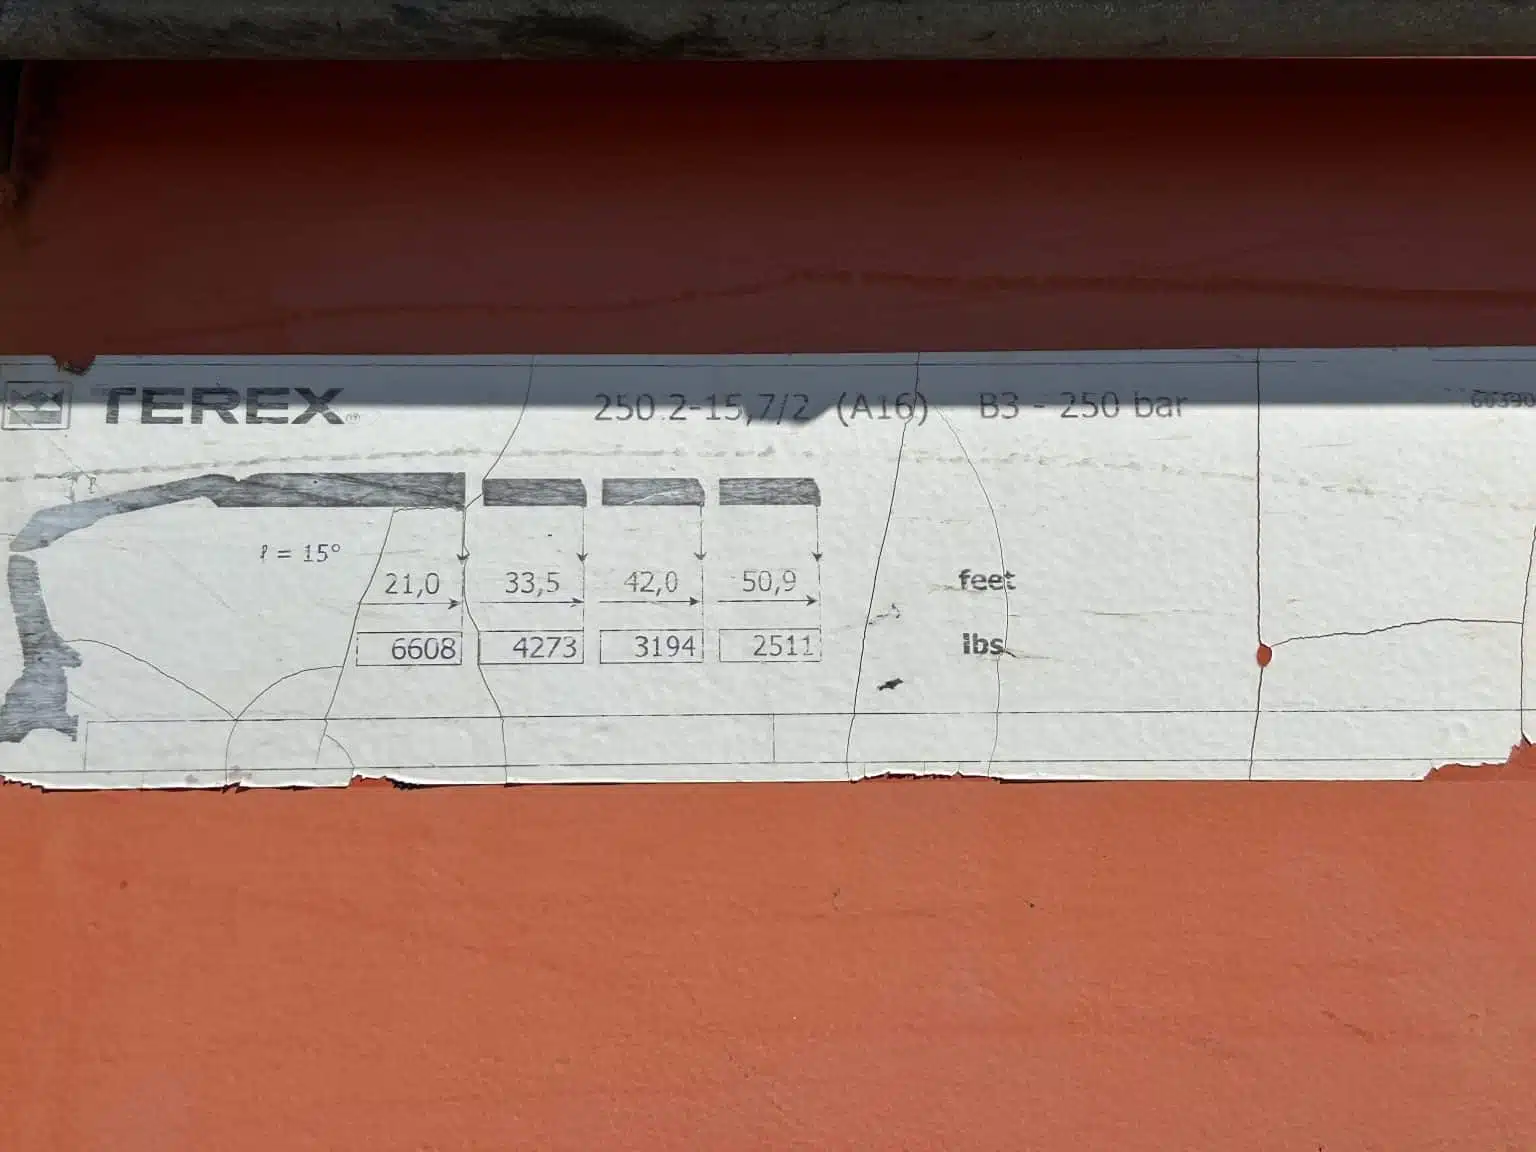 TEREX®
250.2-15,7/2 (A16) B3 - 250 bar
= 15°
21,0 33,5 42,0 50,9 feet
6608 4273 3194 2511 lbs